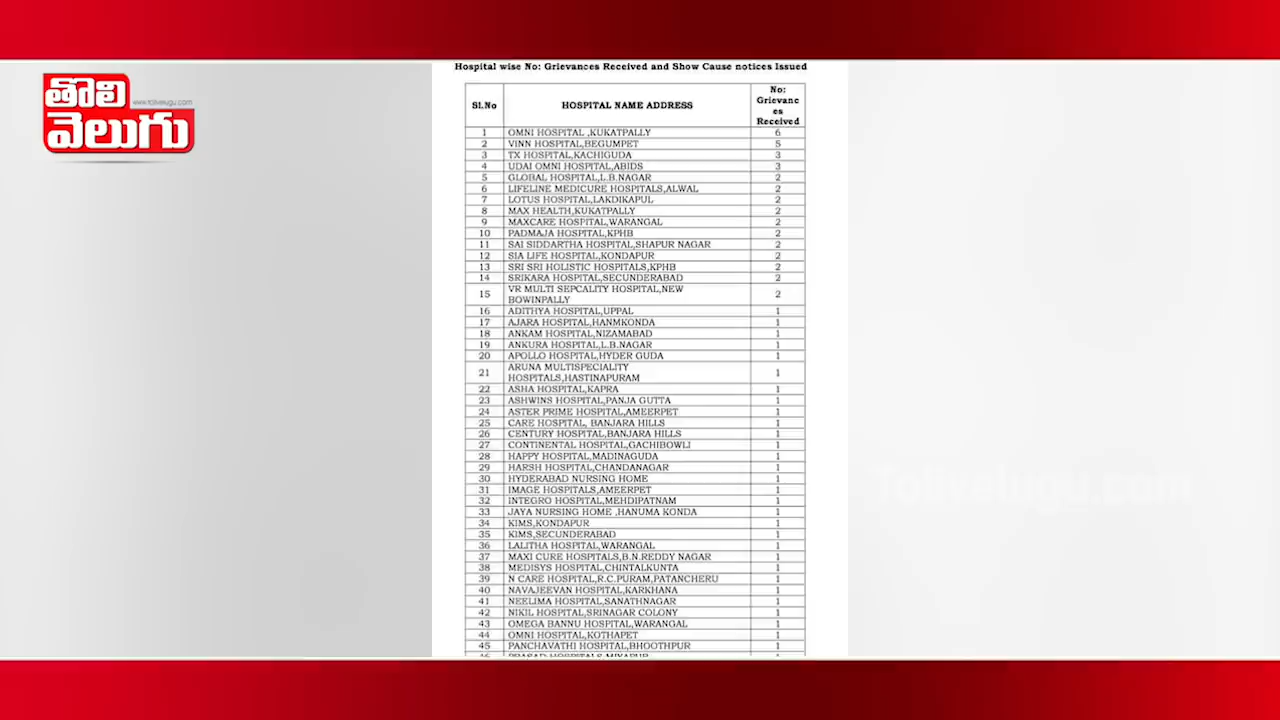 తొలి
www.tolivelugu.com
వెలుగు
Hospital wise No: Grievances Received and Show Cause notices Issued
Sl.No HOSPITAL NAME ADDRESS No: Grievanc es Received
1 OMNI HOSPITAL ,KUKATPALLY 6
2 VINN HOSPITAL,BEGUMPET 5
3 TX HOSPITAL,KACHIGUDA 3
4 UDAI OMNI HOSPITAL,ABIDS 3
5 GLOBAL HOSPITAL,L.B.NAGAR 2
6 LIFELINE MEDICURE HOSPITALS,ALWAL 2
7 LOTUS HOSPITAL,LAKDIKAPUL 2
8 MAX HEALTH,KUKATPALLY 2
9 MAXCARE HOSPITAL,WARANGAL 2
10 PADMAJA HOSPITAL,KPHB 2
11 SAI SIDDARTHA HOSPITAL,SHAPUR NAGAR 2
12 SIA LIFE HOSPITAL,KONDAPUR 2
13 SRI SRI HOLISTIC HOSPITALS,KPHB 2
14 SRIKARA HOSPITAL,SECUNDERABAD 2
15 VR MULTI SEPCALITY HOSPITAL,NEW BOWINPALLY 2
16 ADITHYA HOSPITAL,UPPAL 1
17 AJARA HOSPITAL,HANMKONDA 1
18 ANKAM HOSPITAL,NIZAMABAD 1
19 ANKURA HOSPITAL,L.B.NAGAR 1
20 APOLLO HOSPITAL,HYDER GUDA 1
21 ARUNA MULTISPECIALITY HOSPITALS,HASTINAPURAM 1
22 ASHA HOSPITAL,KAPRA 1
23 ASHWINS HOSPITAL,PANJA GUTTA 1
24 ASTER PRIME HOSPITAL,AMEERPET 1
25 CARE HOSPITAL, BANJARA HILLS 1
26 CENTURY HOSPITAL,BANJARA HILLS 1
27 CONTINENTAL HOSPITAL,GACHIBOWLI 1
28 HAPPY HOSPITAL,MADINAGUDA 1
29 HARSH HOSPITAL,CHANDANAGAR 1
30 HYDERABAD NURSING HOME 1
31 IMAGE HOSPITALS,AMEERPET 1
32 INTEGRO HOSPITAL,MEHDIPATNAM 1
33 JAYA NURSING HOME ,HANUMA KONDA 1
34 KIMS,KONDAPUR 1
35 KIMS,SECUNDERABAD 1
36 LALITHA HOSPITAL,WARANGAL 1
37 MAXI CURE HOSPITALS,B.N.REDDY NAGAR 1
38 MEDISYS HOSPITAL,CHINTALKUNTA 1
39 N CARE HOSPITAL,R.C.PURAM,PATANCHERU 1
40 NAVAJEEVAN HOSPITAL,KARKHANA 1
41 NEELIMA HOSPITAL,SANATHNAGAR 1
42 NIKIL HOSPITAL,SRINAGAR COLONY 1
43 OMEGA BANNU HOSPITAL,WARANGAL 1
44 OMNI HOSPITAL,KOTHAPET 1
45 PANCHAVATHI HOSPITAL,BHOOTHPUR 1
Tolivelugu.com